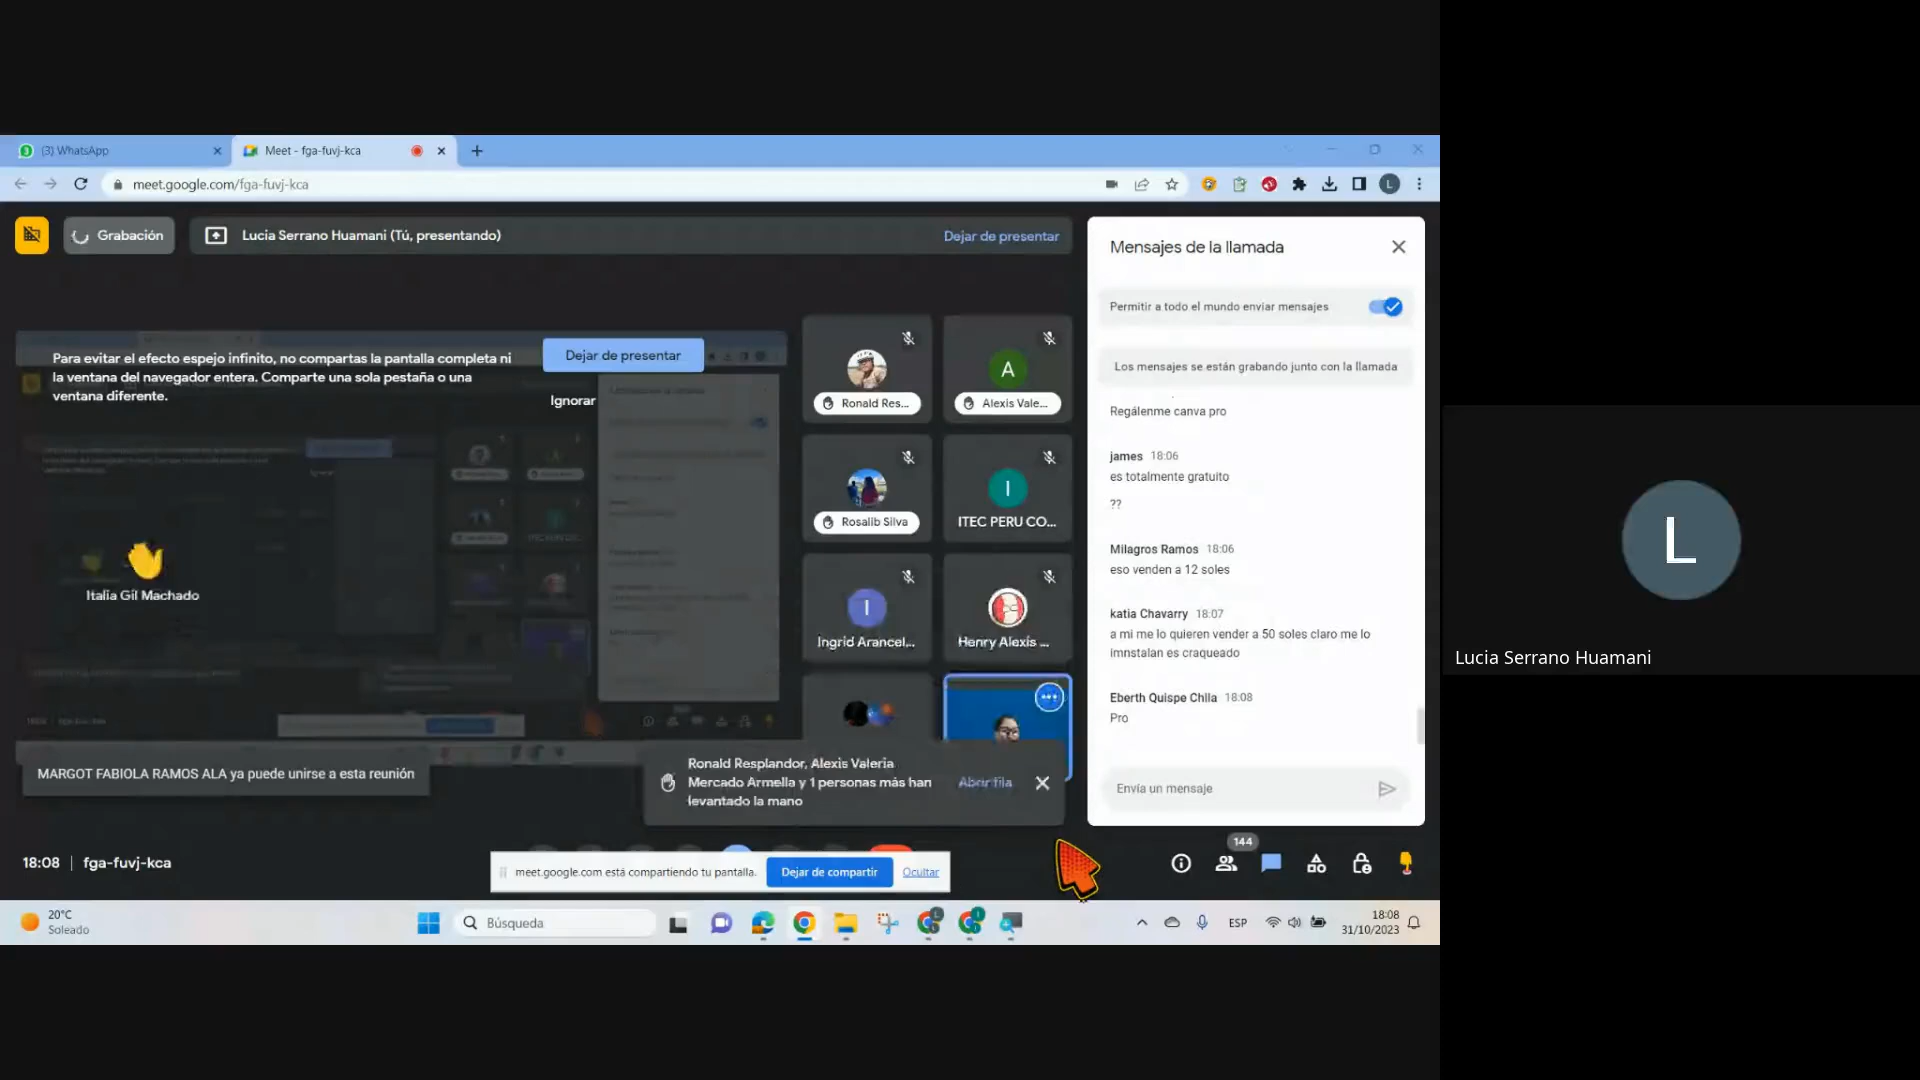 (3) WhatsApp
Meet - fga-fuvj-kca
meet.google.com/fga-fuvj-kca
L
Grabación
Lucia Serrano Huamani (Tú, presentando)
Dejar de presentar
Para evitar el efecto espejo infinito, no compartas la pantalla completa ni
la ventana del navegador entera. Comparte una sola pestaña o una
ventana diferente.
Dejar de presentar
Ignorar
Italia Gil Machado
Ronald Res...
A
Alexis Vale...
Rosalib Silva
I
ITEC PERU CO...
I
Ingrid Arancel...
Henry Alexis ...
MARGOT FABIOLA RAMOS ALA ya puede unirse a esta reunión
Ronald Resplandor, Alexis Valeria
Mercado Armella y 1 personas más han
levantado la mano
Abrir fila
Mensajes de la llamada
Permitir a todo el mundo enviar mensajes
Los mensajes se están grabando junto con la llamada
Regálenme canva pro
james 18:06
es totalmente gratuito
??
Milagros Ramos 18:06
eso venden a 12 soles
katia Chavarry 18:07
a mi me lo quieren vender a 50 soles claro me lo
imnstalan es craqueado
Eberth Quispe Chlla 18:08
Pro
Envía un mensaje
144
18:08 | fga-fuvj-kca
meet.google.com está compartiendo tu pantalla.
Dejar de compartir
Ocultar
20°C
Soleado
Búsqueda
ESP
18:08
31/10/2023
L
Lucia Serrano Huamani